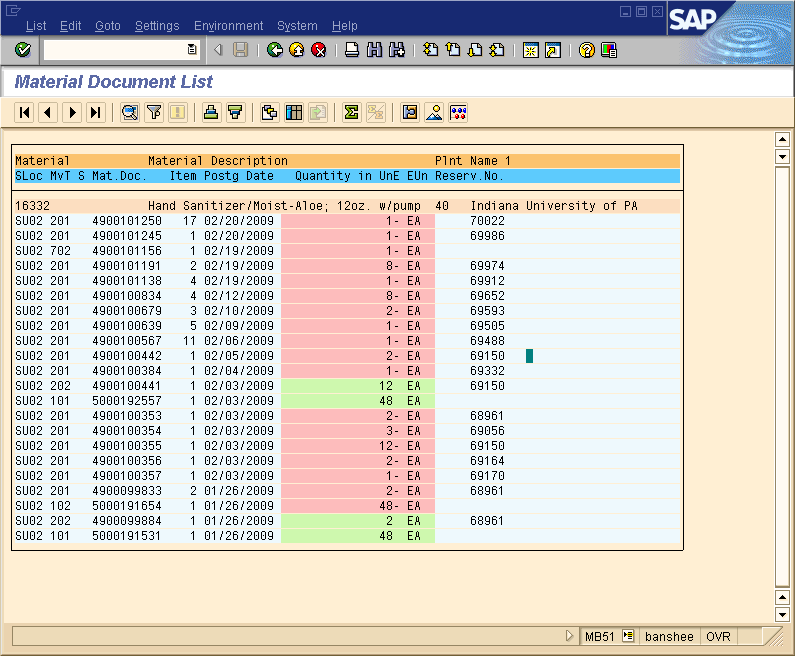 List Edit Goto Settings Environment System Help
SAP
Material Document List
Material Material Description Plnt Name 1
SLoc MvT S Mat.Doc. Item Postg Date Quantity in UnE EUn Reserv.No.
16332 Hand Sanitizer/Moist-Aloe; 12oz. w/pump 40 Indiana University of PA
SU02 201 4900101250 17 02/20/2009 1- EA 70022
SU02 201 4900101245 1 02/20/2009 1- EA 69986
SU02 702 4900101156 1 02/19/2009 1- EA
SU02 201 4900101191 2 02/19/2009 8- EA 69974
SU02 201 4900101138 4 02/19/2009 1- EA 69912
SU02 201 4900100834 4 02/12/2009 8- EA 69652
SU02 201 4900100679 3 02/10/2009 2- EA 69593
SU02 201 4900100639 5 02/09/2009 1- EA 69505
SU02 201 4900100567 11 02/06/2009 1- EA 69488
SU02 201 4900100442 1 02/05/2009 2- EA 69150
SU02 201 4900100384 1 02/04/2009 1- EA 69332
SU02 202 4900100441 1 02/03/2009 12 EA 69150
SU02 101 5000192557 1 02/03/2009 48 EA
SU02 201 4900100353 1 02/03/2009 2- EA 68961
SU02 201 4900100354 1 02/03/2009 3- EA 69056
SU02 201 4900100355 1 02/03/2009 12- EA 69150
SU02 201 4900100356 1 02/03/2009 2- EA 69164
SU02 201 4900100357 1 02/03/2009 1- EA 69170
SU02 201 4900099833 2 01/26/2009 2- EA 68961
SU02 102 5000191654 1 01/26/2009 48- EA
SU02 202 4900099884 1 01/26/2009 2 EA 68961
SU02 101 5000191531 1 01/26/2009 48 EA
MB51 banshee OVR